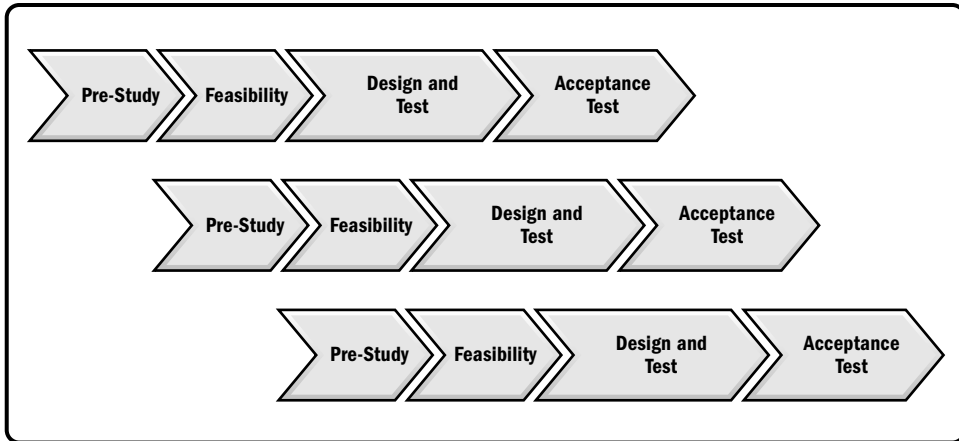 Pre-Study
Feasibility
Design and
Test
Acceptance
Test
Pre-Study
Feasibility
Design and
Test
Acceptance
Test
Pre-Study
Feasibility
Design and
Test
Acceptance
Test